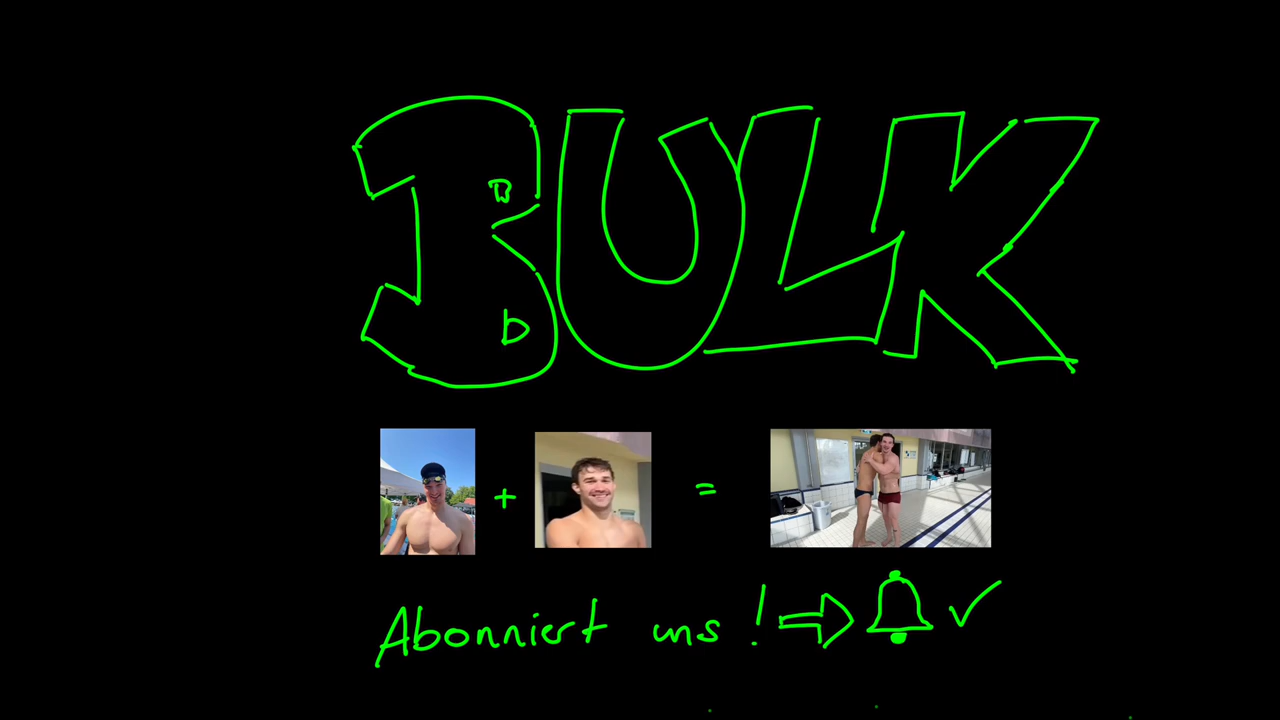 BULK
+ =
Abonniert uns! ⇒ 🔔 ✓